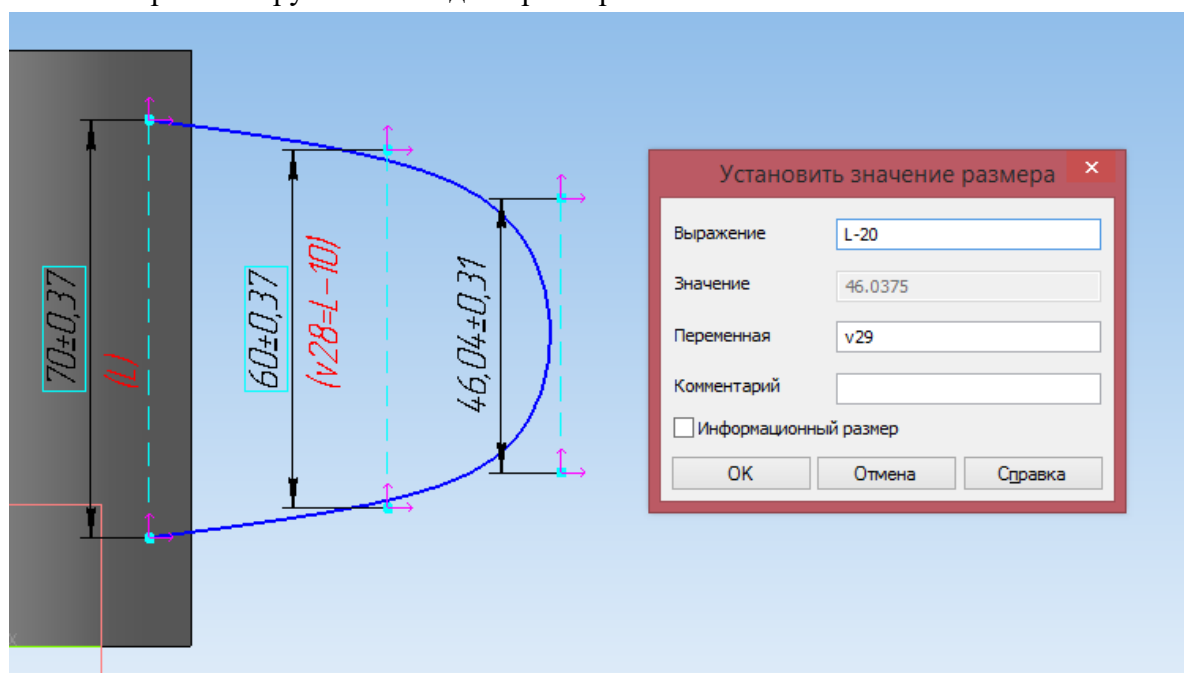 70±0,37
(L)
60±0,37
(v28=L-10)
46,04±0,31
Установить значение размера
Выражение
L-20
Значение
46.0375
Переменная
v29
Комментарий
Информационный размер
OK
Отмена
Справка